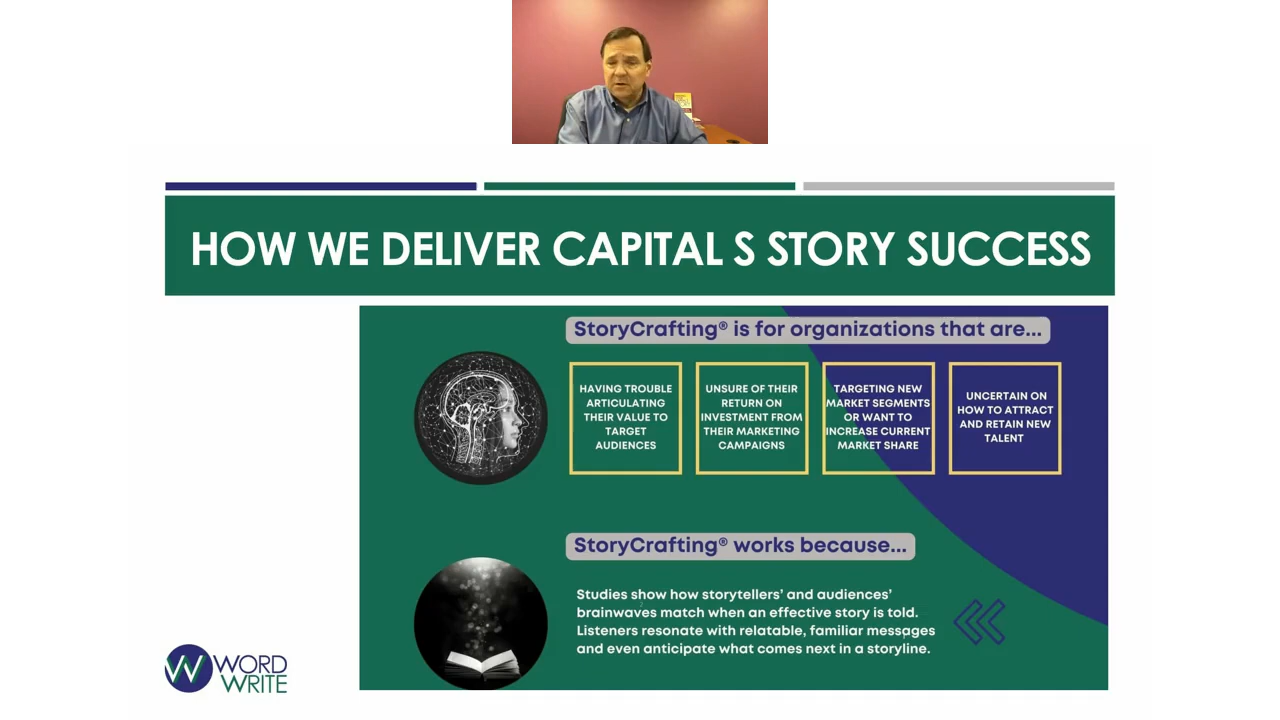 HOW WE DELIVER CAPITAL S STORY SUCCESS
StoryCrafting® is for organizations that are...
HAVING TROUBLE
ARTICULATING
THEIR VALUE TO
TARGET
AUDIENCES
UNSURE OF THEIR
RETURN ON
INVESTMENT FROM
THEIR MARKETING
CAMPAIGNS
TARGETING NEW
MARKET SEGMENTS
OR WANT TO
INCREASE CURRENT
MARKET SHARE
UNCERTAIN ON
HOW TO ATTRACT
AND RETAIN NEW
TALENT
StoryCrafting® works because...
Studies show how storytellers' and audiences'
brainwaves match when an effective story is told.
Listeners resonate with relatable, familiar messages
and even anticipate what comes next in a storyline.
WORD
WRITE